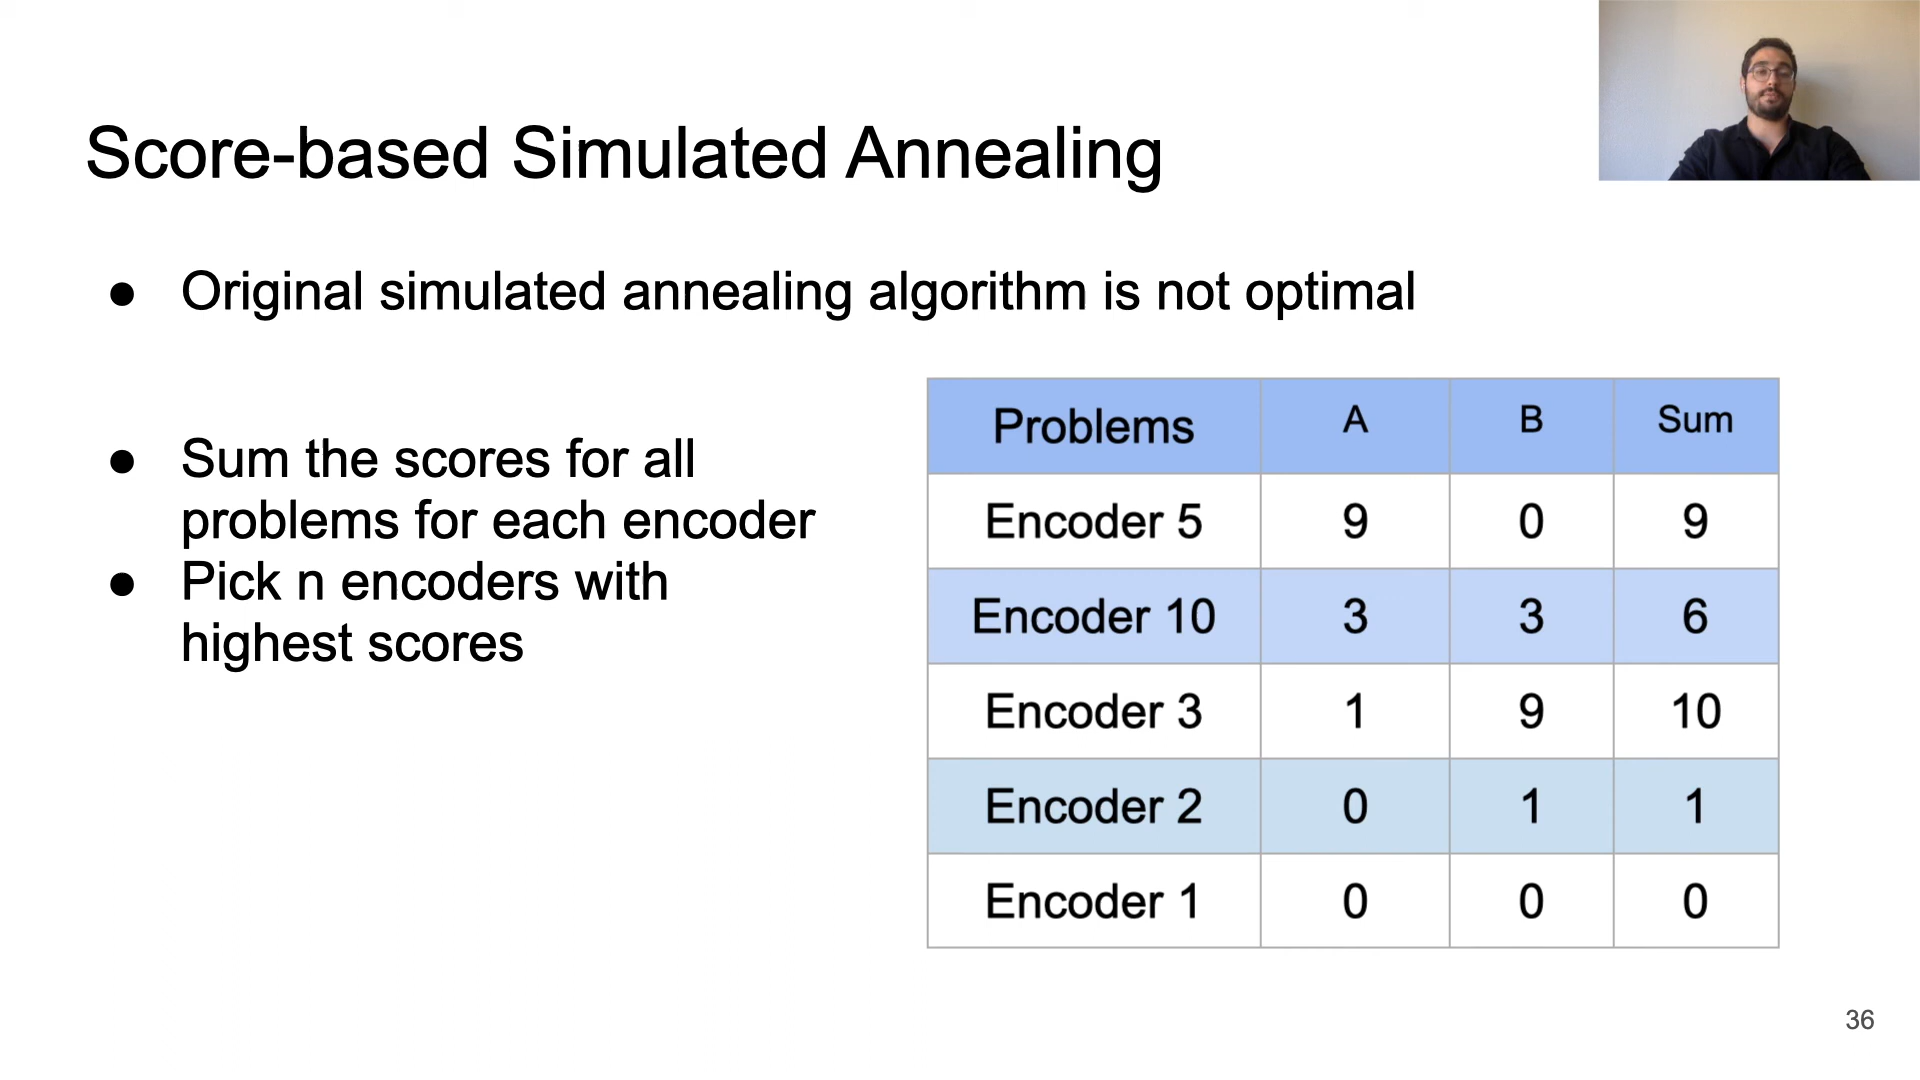 Score-based Simulated Annealing
● Original simulated annealing algorithm is not optimal
● Sum the scores for all
problems for each encoder
● Pick n encoders with
highest scores
Problems A B Sum
Encoder 5 9 0 9
Encoder 10 3 3 6
Encoder 3 1 9 10
Encoder 2 0 1 1
Encoder 1 0 0 0
36